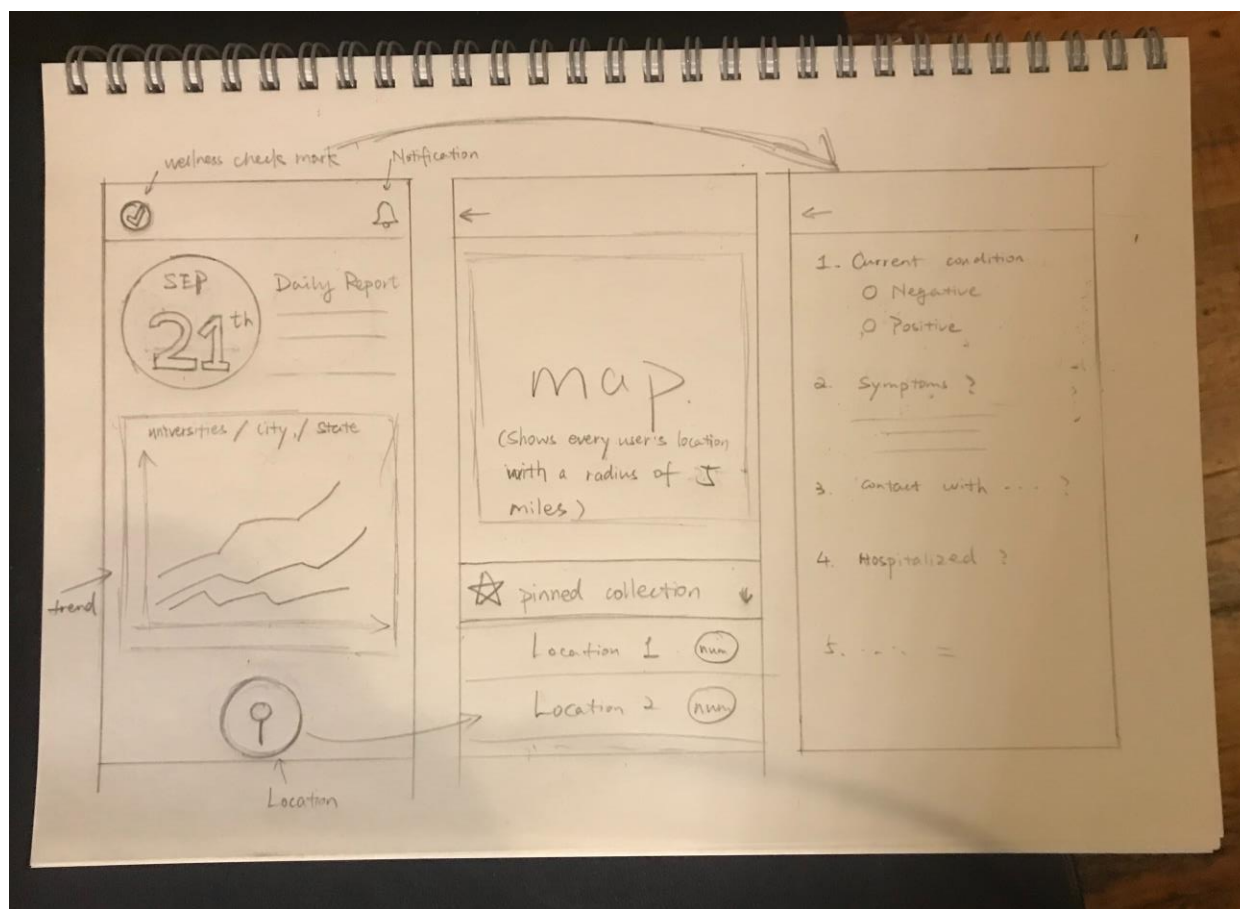 wellness check mark
Notification
SEP
21th
Daily Report
universities / City / State
trend
Location
map.
(Shows every user's location
with a radius of 5
miles)
pinned collection
Location 1 num
Location 2 num
1. Current condition
Negative
Positive
2. Symptoms ?
3. Contact with ... ?
4. Hospitalized ?
5. ....